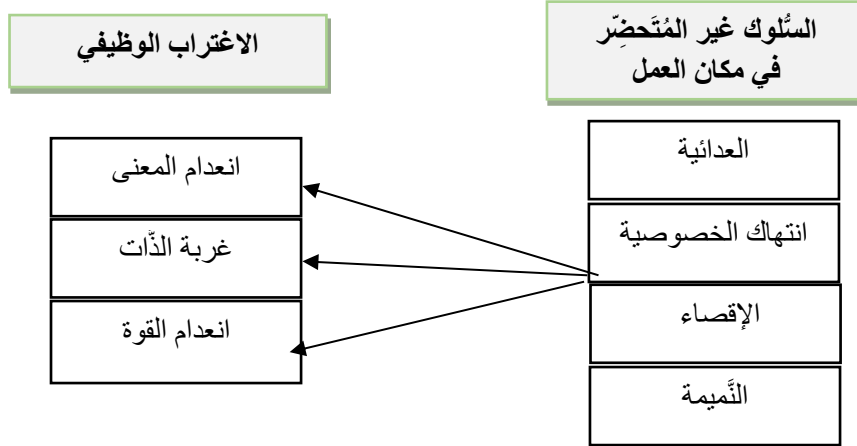 السُّلوك غير المُتَحضِّر
في مكان العمل
العدائية
انتهاك الخصوصية
الإقصاء
النَّميمة
الاغتراب الوظيفي
انعدام المعنى
غربة الذَّات
انعدام القوة